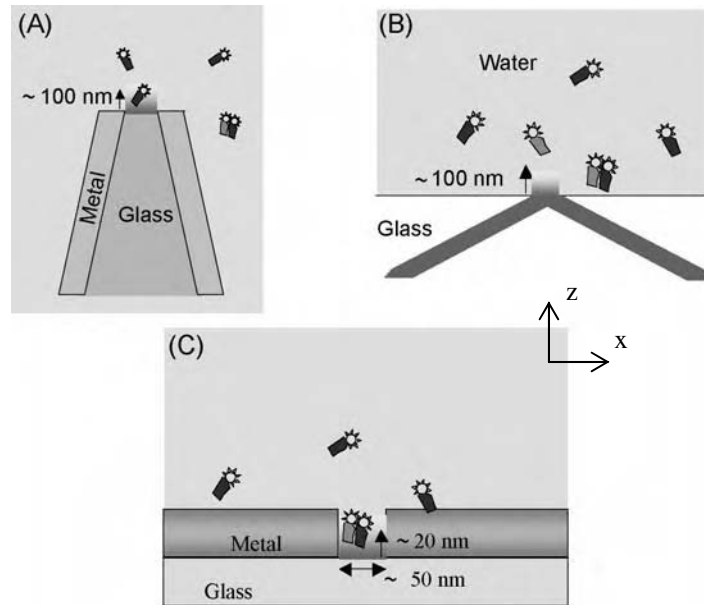 (A)
~ 100 nm
Metal
Glass
(B)
Water
~ 100 nm
Glass
z
x
(C)
Metal
~ 20 nm
~ 50 nm
Glass